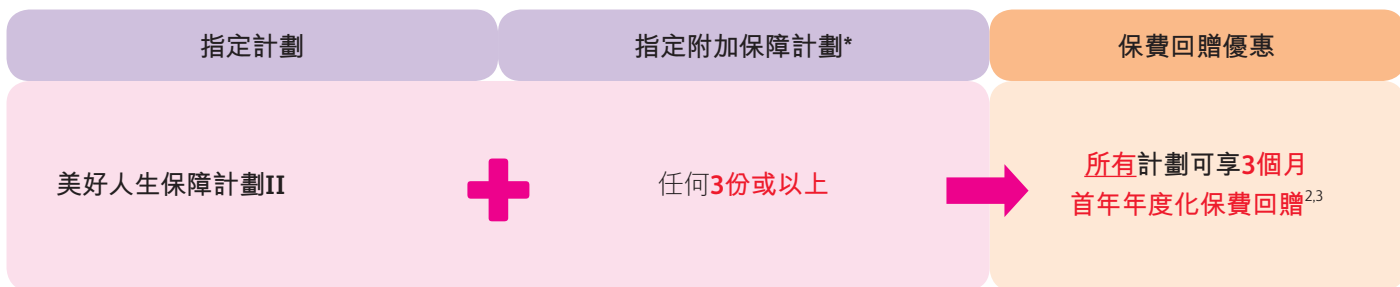 指定計劃
指定附加保障計劃*
保費回贈優惠
美好人生保障計劃II
任何3份或以上
所有計劃可享3個月
首年年度化保費回贈2,3